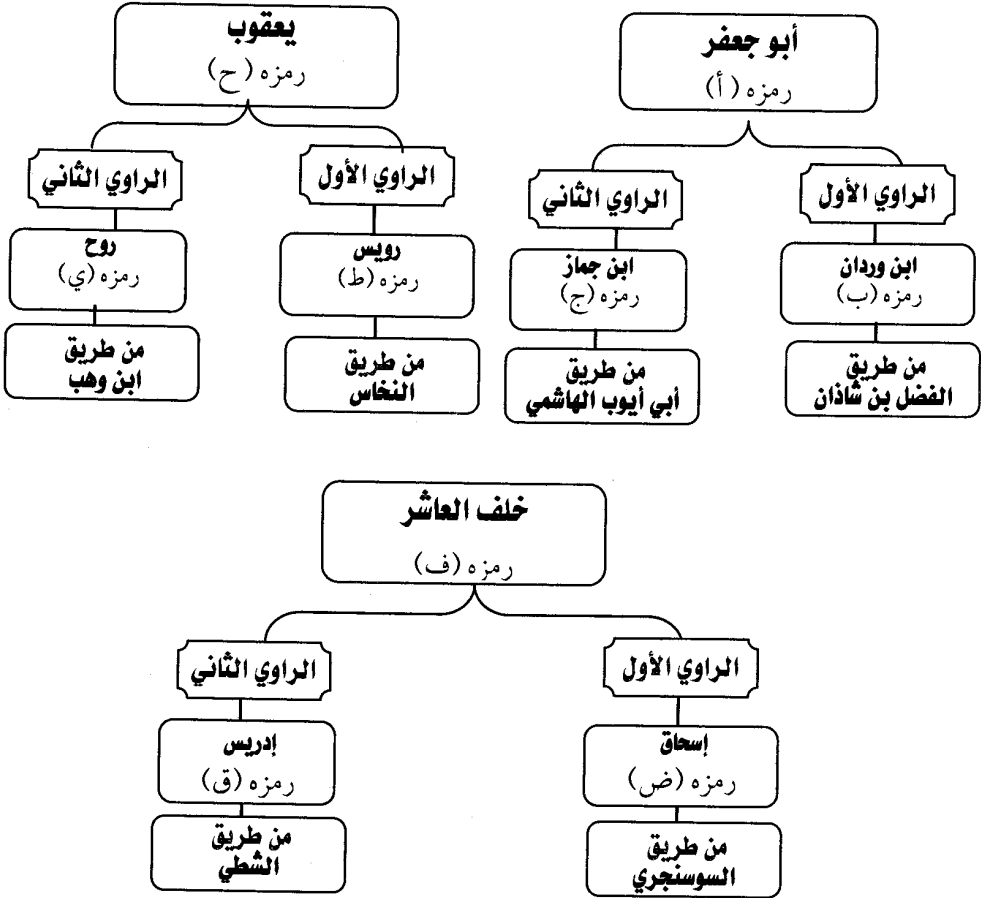 أبو جعفر
رمزه (أ)
الراوي الأول
ابن وردان
رمزه (ب)
من طريق
الفضل بن شاذان
الراوي الثاني
ابن جماز
رمزه (ج)
من طريق
أبي أيوب الهاشمي
يعقوب
رمزه (ح)
الراوي الأول
رويس
رمزه (ط)
من طريق
النخاس
الراوي الثاني
روح
رمزه (ي)
من طريق
ابن وهب
خلف العاشر
رمزه (ف)
الراوي الأول
إسحاق
رمزه (ض)
من طريق
السوسنجري
الراوي الثاني
إدريس
رمزه (ق)
من طريق
الشطي